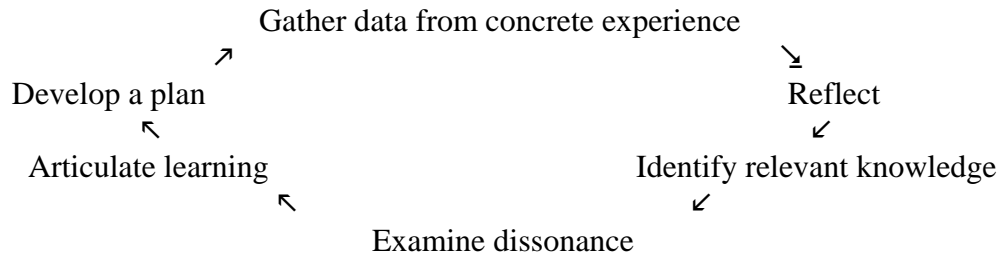 Gather data from concrete experience
Develop a plan
Reflect
Articulate learning
Identify relevant knowledge
Examine dissonance